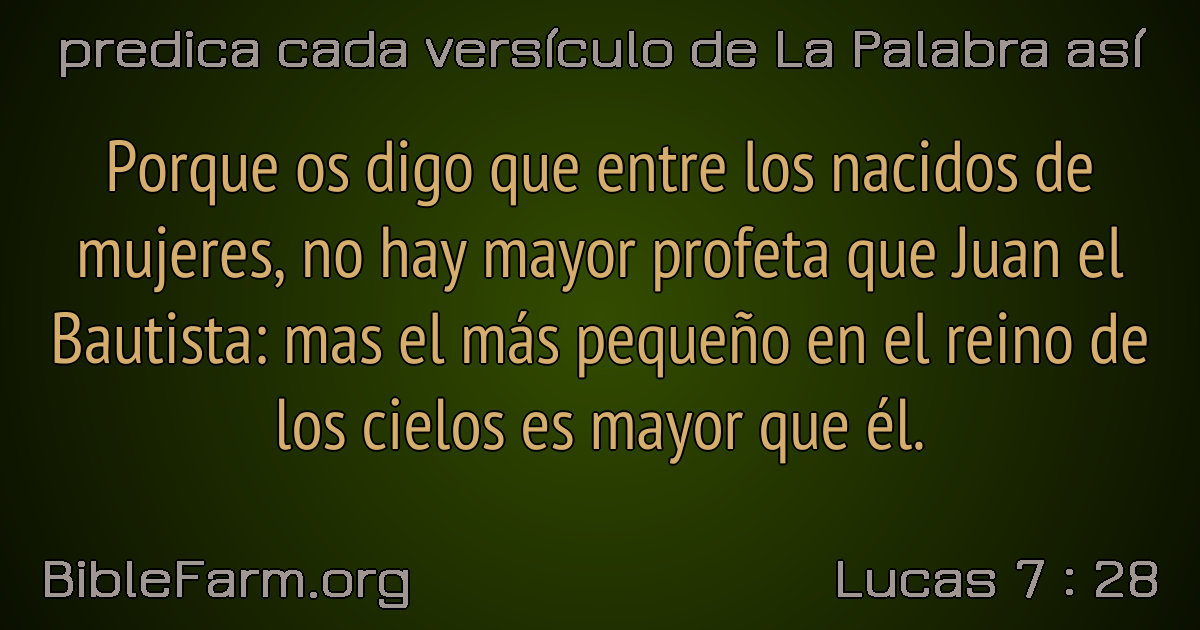 predica cada versículo de La Palabra así
Porque os digo que entre los nacidos de
mujeres, no hay mayor profeta que Juan el
Bautista: mas el más pequeño en el reino de
los cielos es mayor que él.
BibleFarm.org
Lucas 7 : 28